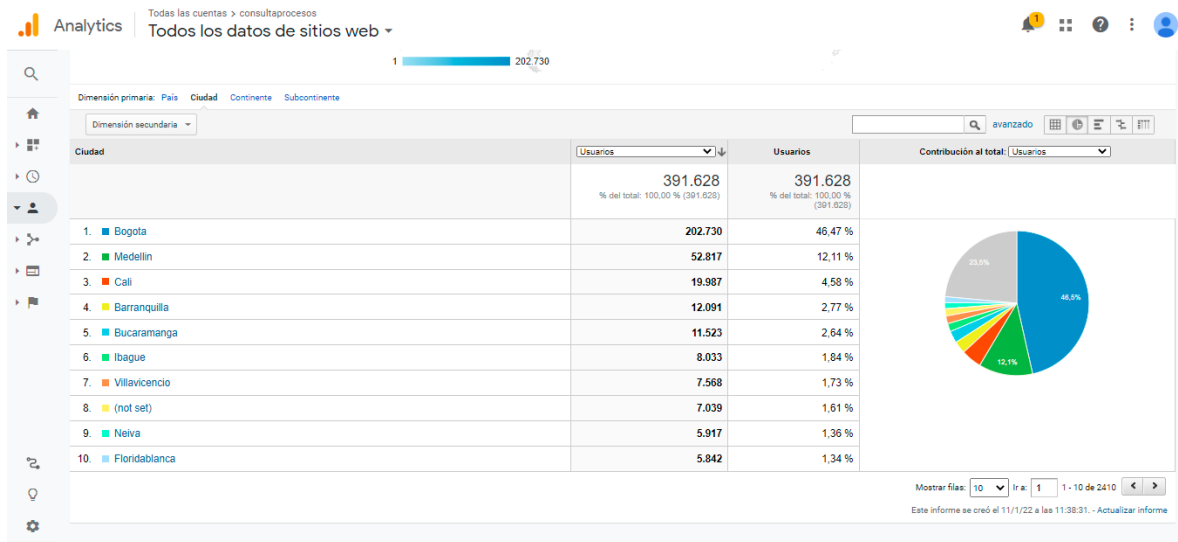 Analytics
Todas las cuentas > consultaprocesos
Todos los datos de sitios web
1
1 202.730
Dimensión primaria: País Ciudad Continente Subcontinente
Dimensión secundaria
avanzado
Ciudad Usuarios Usuarios Contribución al total: Usuarios
391.628 391.628
% del total: 100,00 % (391.628) % del total: 100,00 %
(391.628)
1. Bogota 202.730 46,47 %
2. Medellin 52.817 12,11 %
3. Cali 19.987 4,58 %
4. Barranquilla 12.091 2,77 %
5. Bucaramanga 11.523 2,64 %
6. Ibague 8.033 1,84 %
7. Villavicencio 7.568 1,73 %
8. (not set) 7.039 1,61 %
9. Neiva 5.917 1,36 %
10. Floridablanca 5.842 1,34 %
23,5%
46,5%
12,1%
Mostrar filas: 10 Ir a: 1 1 - 10 de 2410
Este informe se creó el 11/1/22 a las 11:38:31. - Actualizar informe